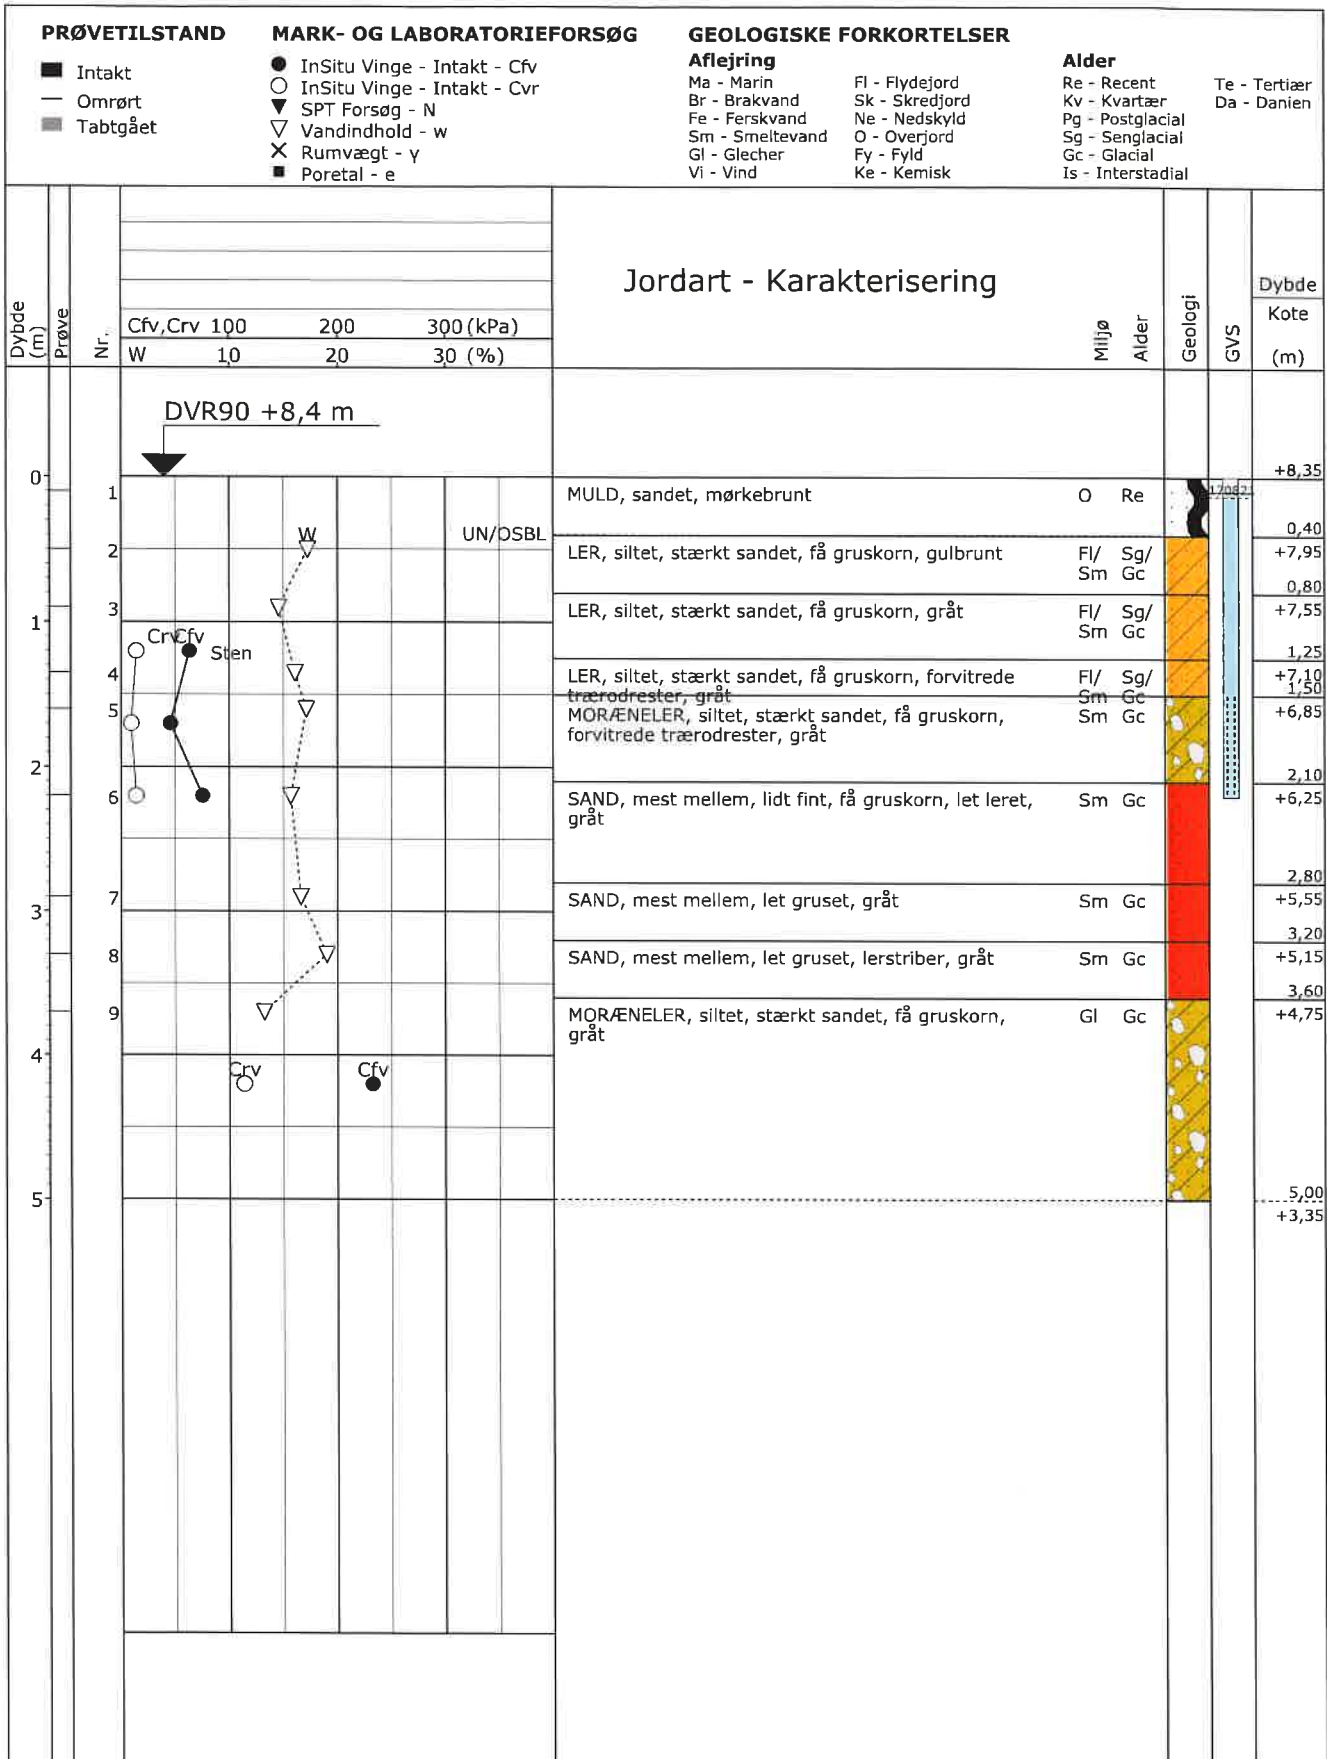 PRØVETILSTAND
Intakt
Omrørt
Tabtgået
MARK- OG LABORATORIEFORSØG
InSitu Vinge - Intakt - Cfv
InSitu Vinge - Intakt - Cvr
SPT Forsøg - N
Vandindhold - w
Rumvægt - γ
Poretal - e
GEOLOGISKE FORKORTELSER
Aflejring
Ma - Marin
Br - Brakvand
Fe - Ferskvand
Sm - Smeltevand
Gl - Glecher
Vi - Vind
Fl - Flydejord
Sk - Skredjord
Ne - Nedskyld
O - Overjord
Fy - Fyld
Ke - Kemisk
Alder
Re - Recent
Kv - Kvartær
Pg - Postglacial
Sg - Senglacial
Gc - Glacial
Is - Interstadial
Te - Tertiær
Da - Danien
Dybde (m)
Prøve
Nr.
Cfv,Crv 100 200 300 (kPa)
W 10 20 30 (%)
Jordart - Karakterisering
Miljø
Alder
Geologi
GVS
Dybde
Kote
(m)
DVR90 +8,4 m
+8,35
0
1 MULD, sandet, mørkebrunt O Re
170821
0,40
W UN/OSBL
2 LER, siltet, stærkt sandet, få gruskorn, gulbrunt Fl/ Sg/ +7,95
Sm Gc
0,80
3 LER, siltet, stærkt sandet, få gruskorn, gråt Fl/ Sg/ +7,55
Sm Gc
1
Crv Cfv
Sten
1,25
4 LER, siltet, stærkt sandet, få gruskorn, forvitrede Fl/ Sg/ +7,10
trærodrester, gråt Sm Gc 1,50
5 MORÆNELER, siltet, stærkt sandet, få gruskorn, Sm Gc +6,85
forvitrede trærodrester, gråt
2
2,10
6 SAND, mest mellem, lidt fint, få gruskorn, let leret, Sm Gc +6,25
gråt
2,80
7 SAND, mest mellem, let gruset, gråt Sm Gc +5,55
3
3,20
8 SAND, mest mellem, let gruset, lerstriber, gråt Sm Gc +5,15
3,60
9 MORÆNELER, siltet, stærkt sandet, få gruskorn, Gl Gc +4,75
gråt
4
Crv Cfv
5
5,00
+3,35